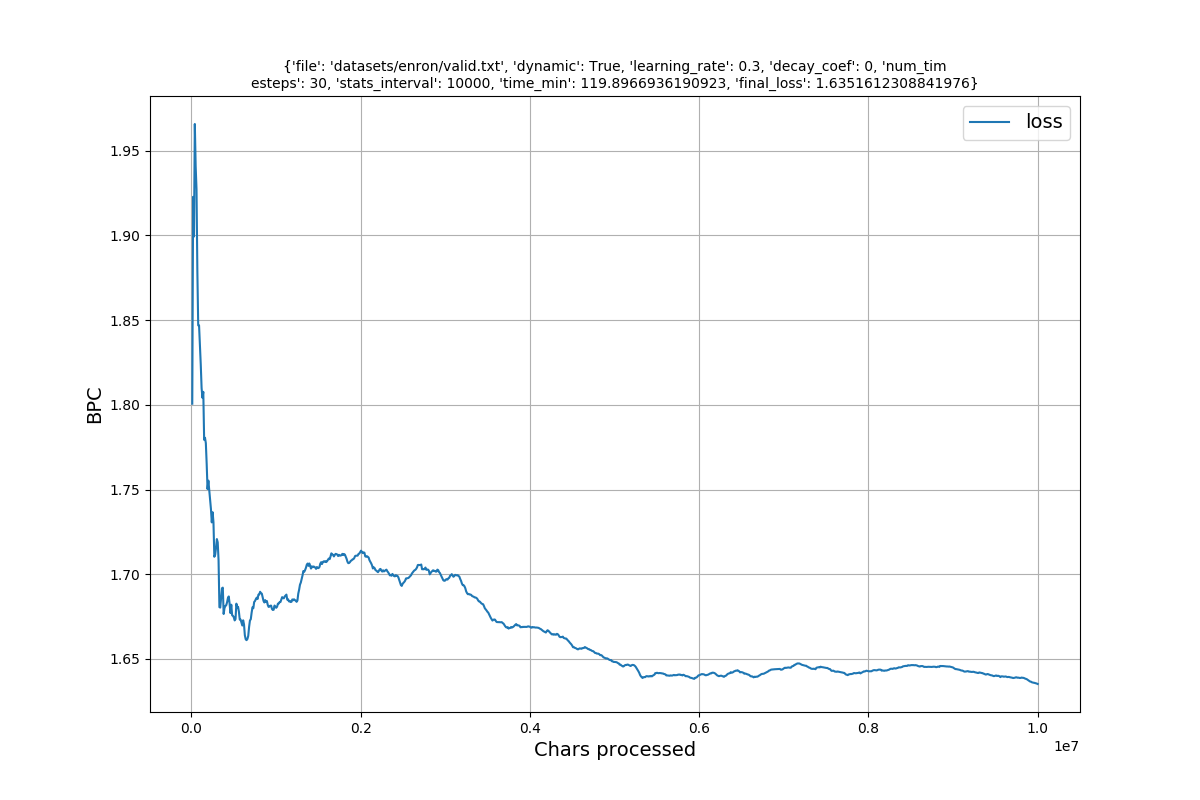 {'file': 'datasets/enron/valid.txt', 'dynamic': True, 'learning_rate': 0.3, 'decay_coef': 0, 'num_tim
esteps': 30, 'stats_interval': 10000, 'time_min': 119.8966936190923, 'final_loss': 1.6351612308841976}
loss
1.95
1.90
1.85
1.80
1.75
1.70
1.65
BPC
0.0 0.2 0.4 0.6 0.8 1.0
1e7
Chars processed